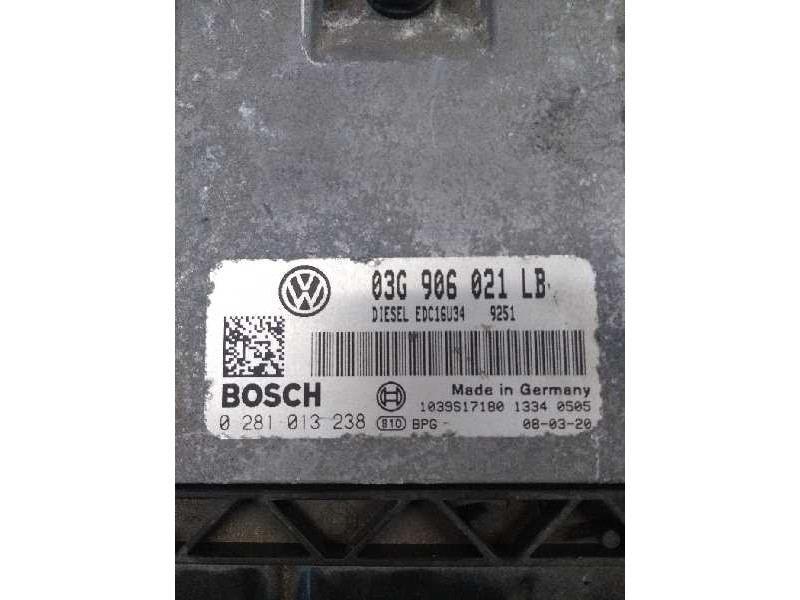 03G 906 021 LB
DIESEL EDC16U34 9251
BOSCH
Made in Germany
1039S17180 1334 0505
0 281 013 238 810 BPG 08-03-20